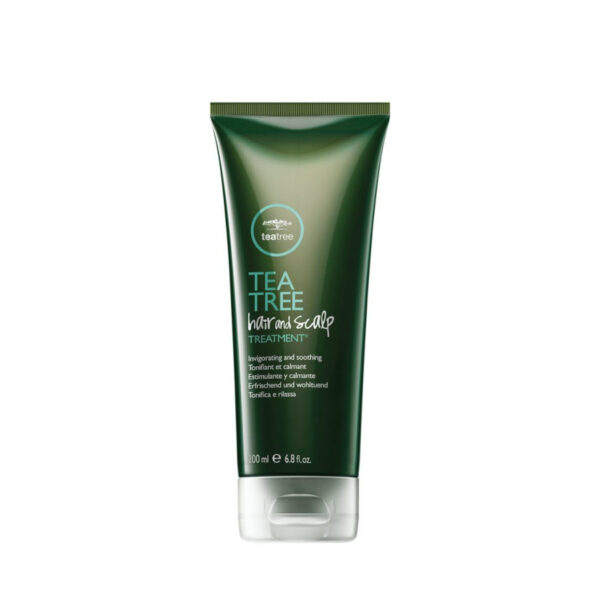 teatree
TEA
TREE
hair and scalp
TREATMENT™
Invigorating and soothing
Tonifiant et calmant
Estimulante y calmante
Erfrischend und wohltuend
Tonifica e rilassa
200 ml ℮ 6.8 fl.oz.